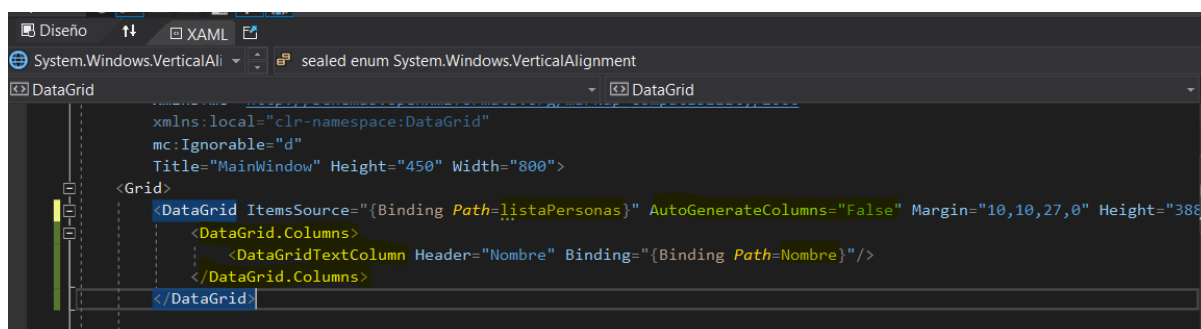 Diseño XAML
System.Windows.VerticalAli sealed enum System.Windows.VerticalAlignment
DataGrid DataGrid
xmlns:local="clr-namespace:DataGrid"
mc:Ignorable="d"
Title="MainWindow" Height="450" Width="800">
<Grid>
<DataGrid ItemsSource="{Binding Path=listaPersonas}" AutoGenerateColumns="False" Margin="10,10,27,0" Height="388
<DataGrid.Columns>
<DataGridTextColumn Header="Nombre" Binding="{Binding Path=Nombre}"/>
</DataGrid.Columns>
</DataGrid>